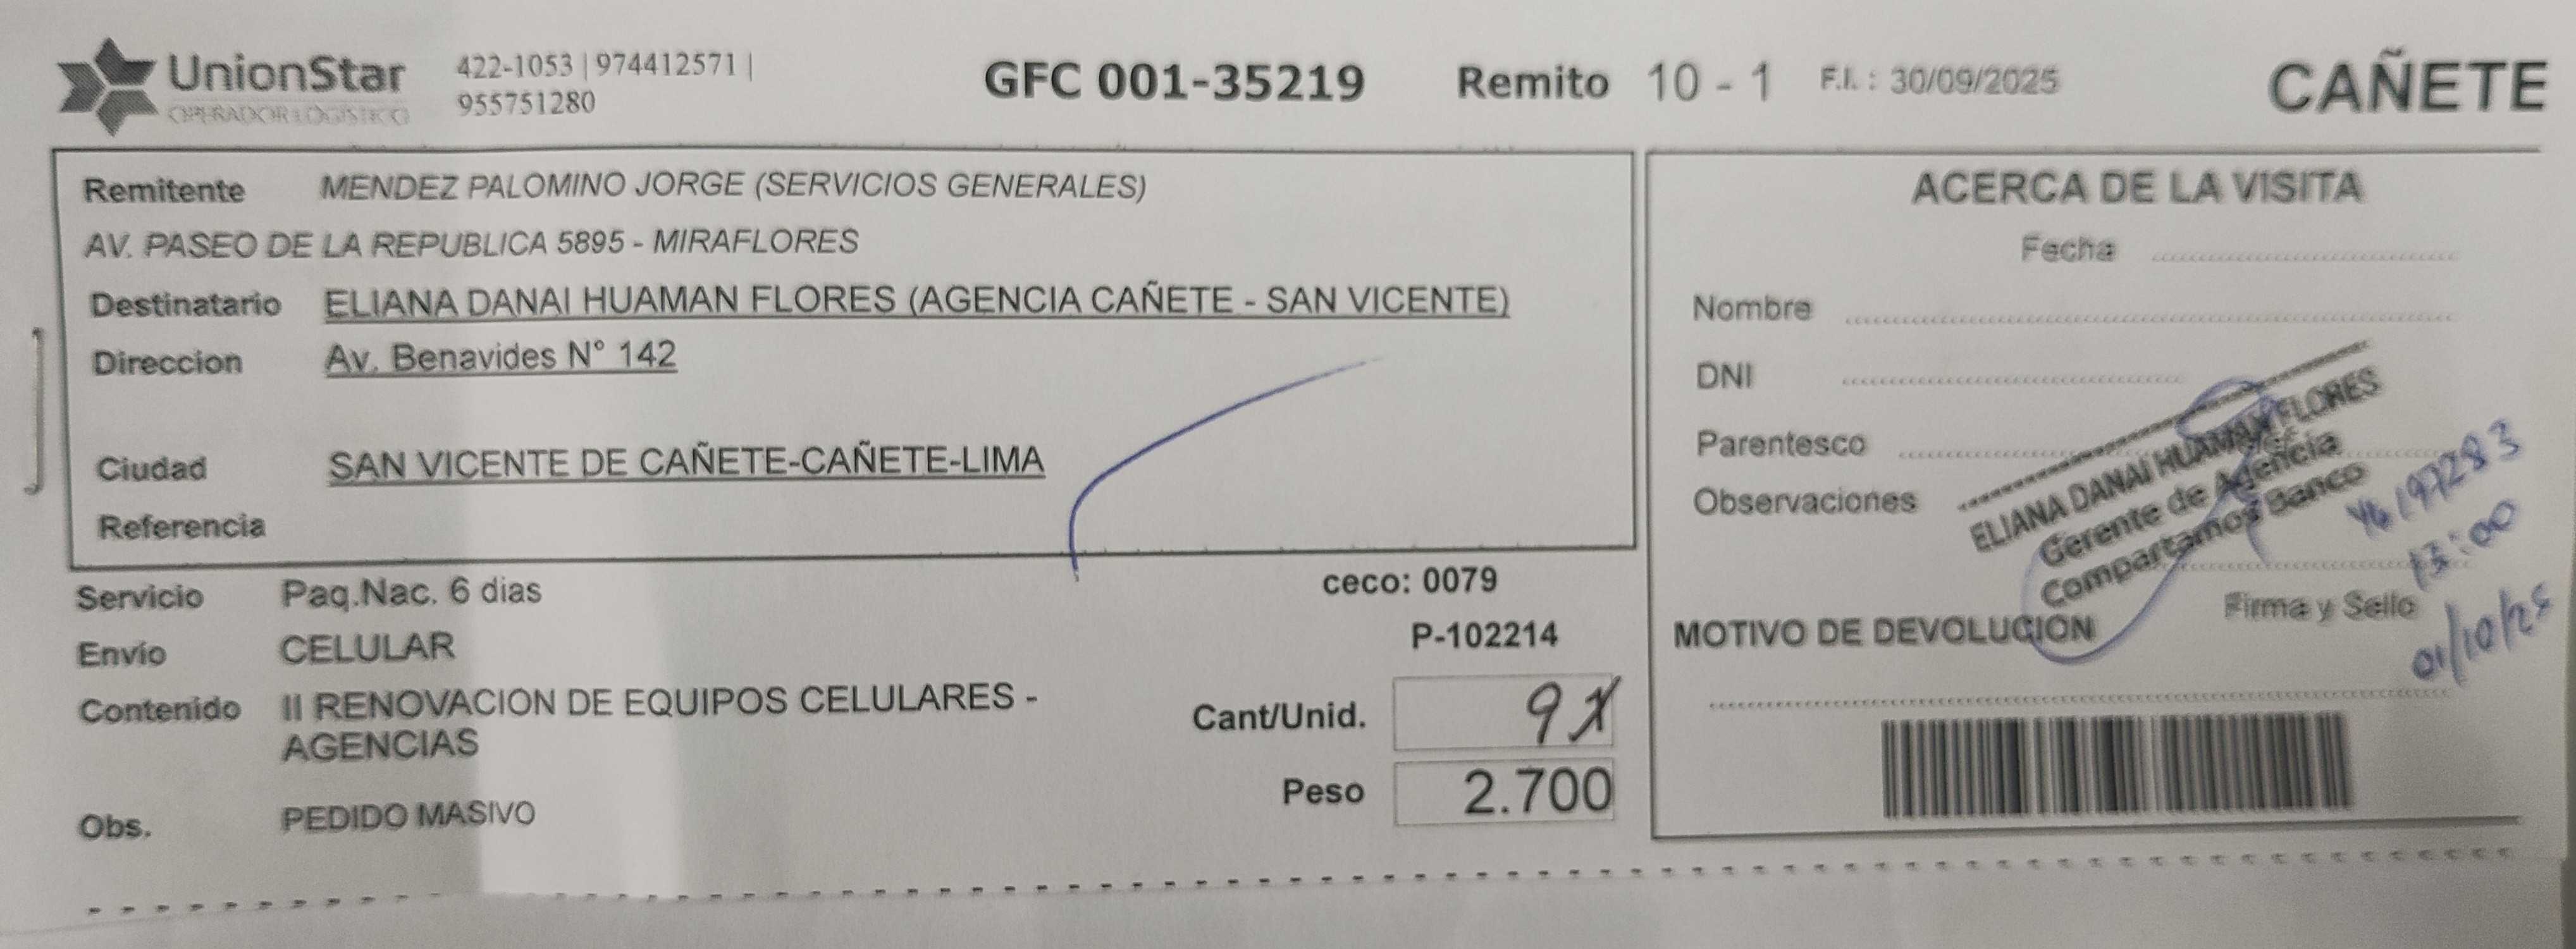 UnionStar
OPERADOR LOGISTICO
422-1053 | 974412571 |
955751280
GFC 001-35219
Remito 10 - 1
F.I. : 30/09/2025
CAÑETE
Remitente MENDEZ PALOMINO JORGE (SERVICIOS GENERALES)
AV. PASEO DE LA REPUBLICA 5895 - MIRAFLORES
Destinatario ELIANA DANAI HUAMAN FLORES (AGENCIA CAÑETE - SAN VICENTE)
Direccion Av. Benavides N° 142
Ciudad SAN VICENTE DE CAÑETE-CAÑETE-LIMA
Referencia
Servicio Paq.Nac. 6 dias
ceco: 0079
Envío CELULAR
P-102214
Contenido II RENOVACION DE EQUIPOS CELULARES -
AGENCIAS
Cant/Unid. 9
Peso 2.700
Obs. PEDIDO MASIVO
ACERCA DE LA VISITA
Fecha
Nombre
DNI
Parentesco
Observaciones
ELIANA DANAI HUAMAN FLORES
Gerente de Agencia
Compartamos Banco
46197283
13:00
01/10/25
Firma y Sello
MOTIVO DE DEVOLUCION